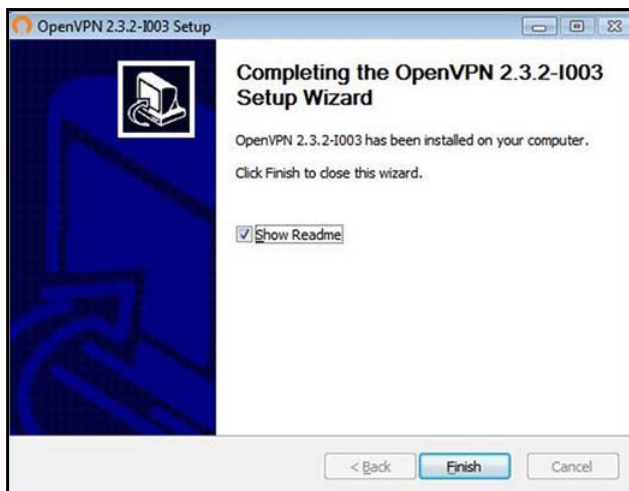 OpenVPN 2.3.2-I003 Setup
Completing the OpenVPN 2.3.2-I003
Setup Wizard
OpenVPN 2.3.2-I003 has been installed on your computer.
Click Finish to close this wizard.
Show Readme
< Back
Finish
Cancel